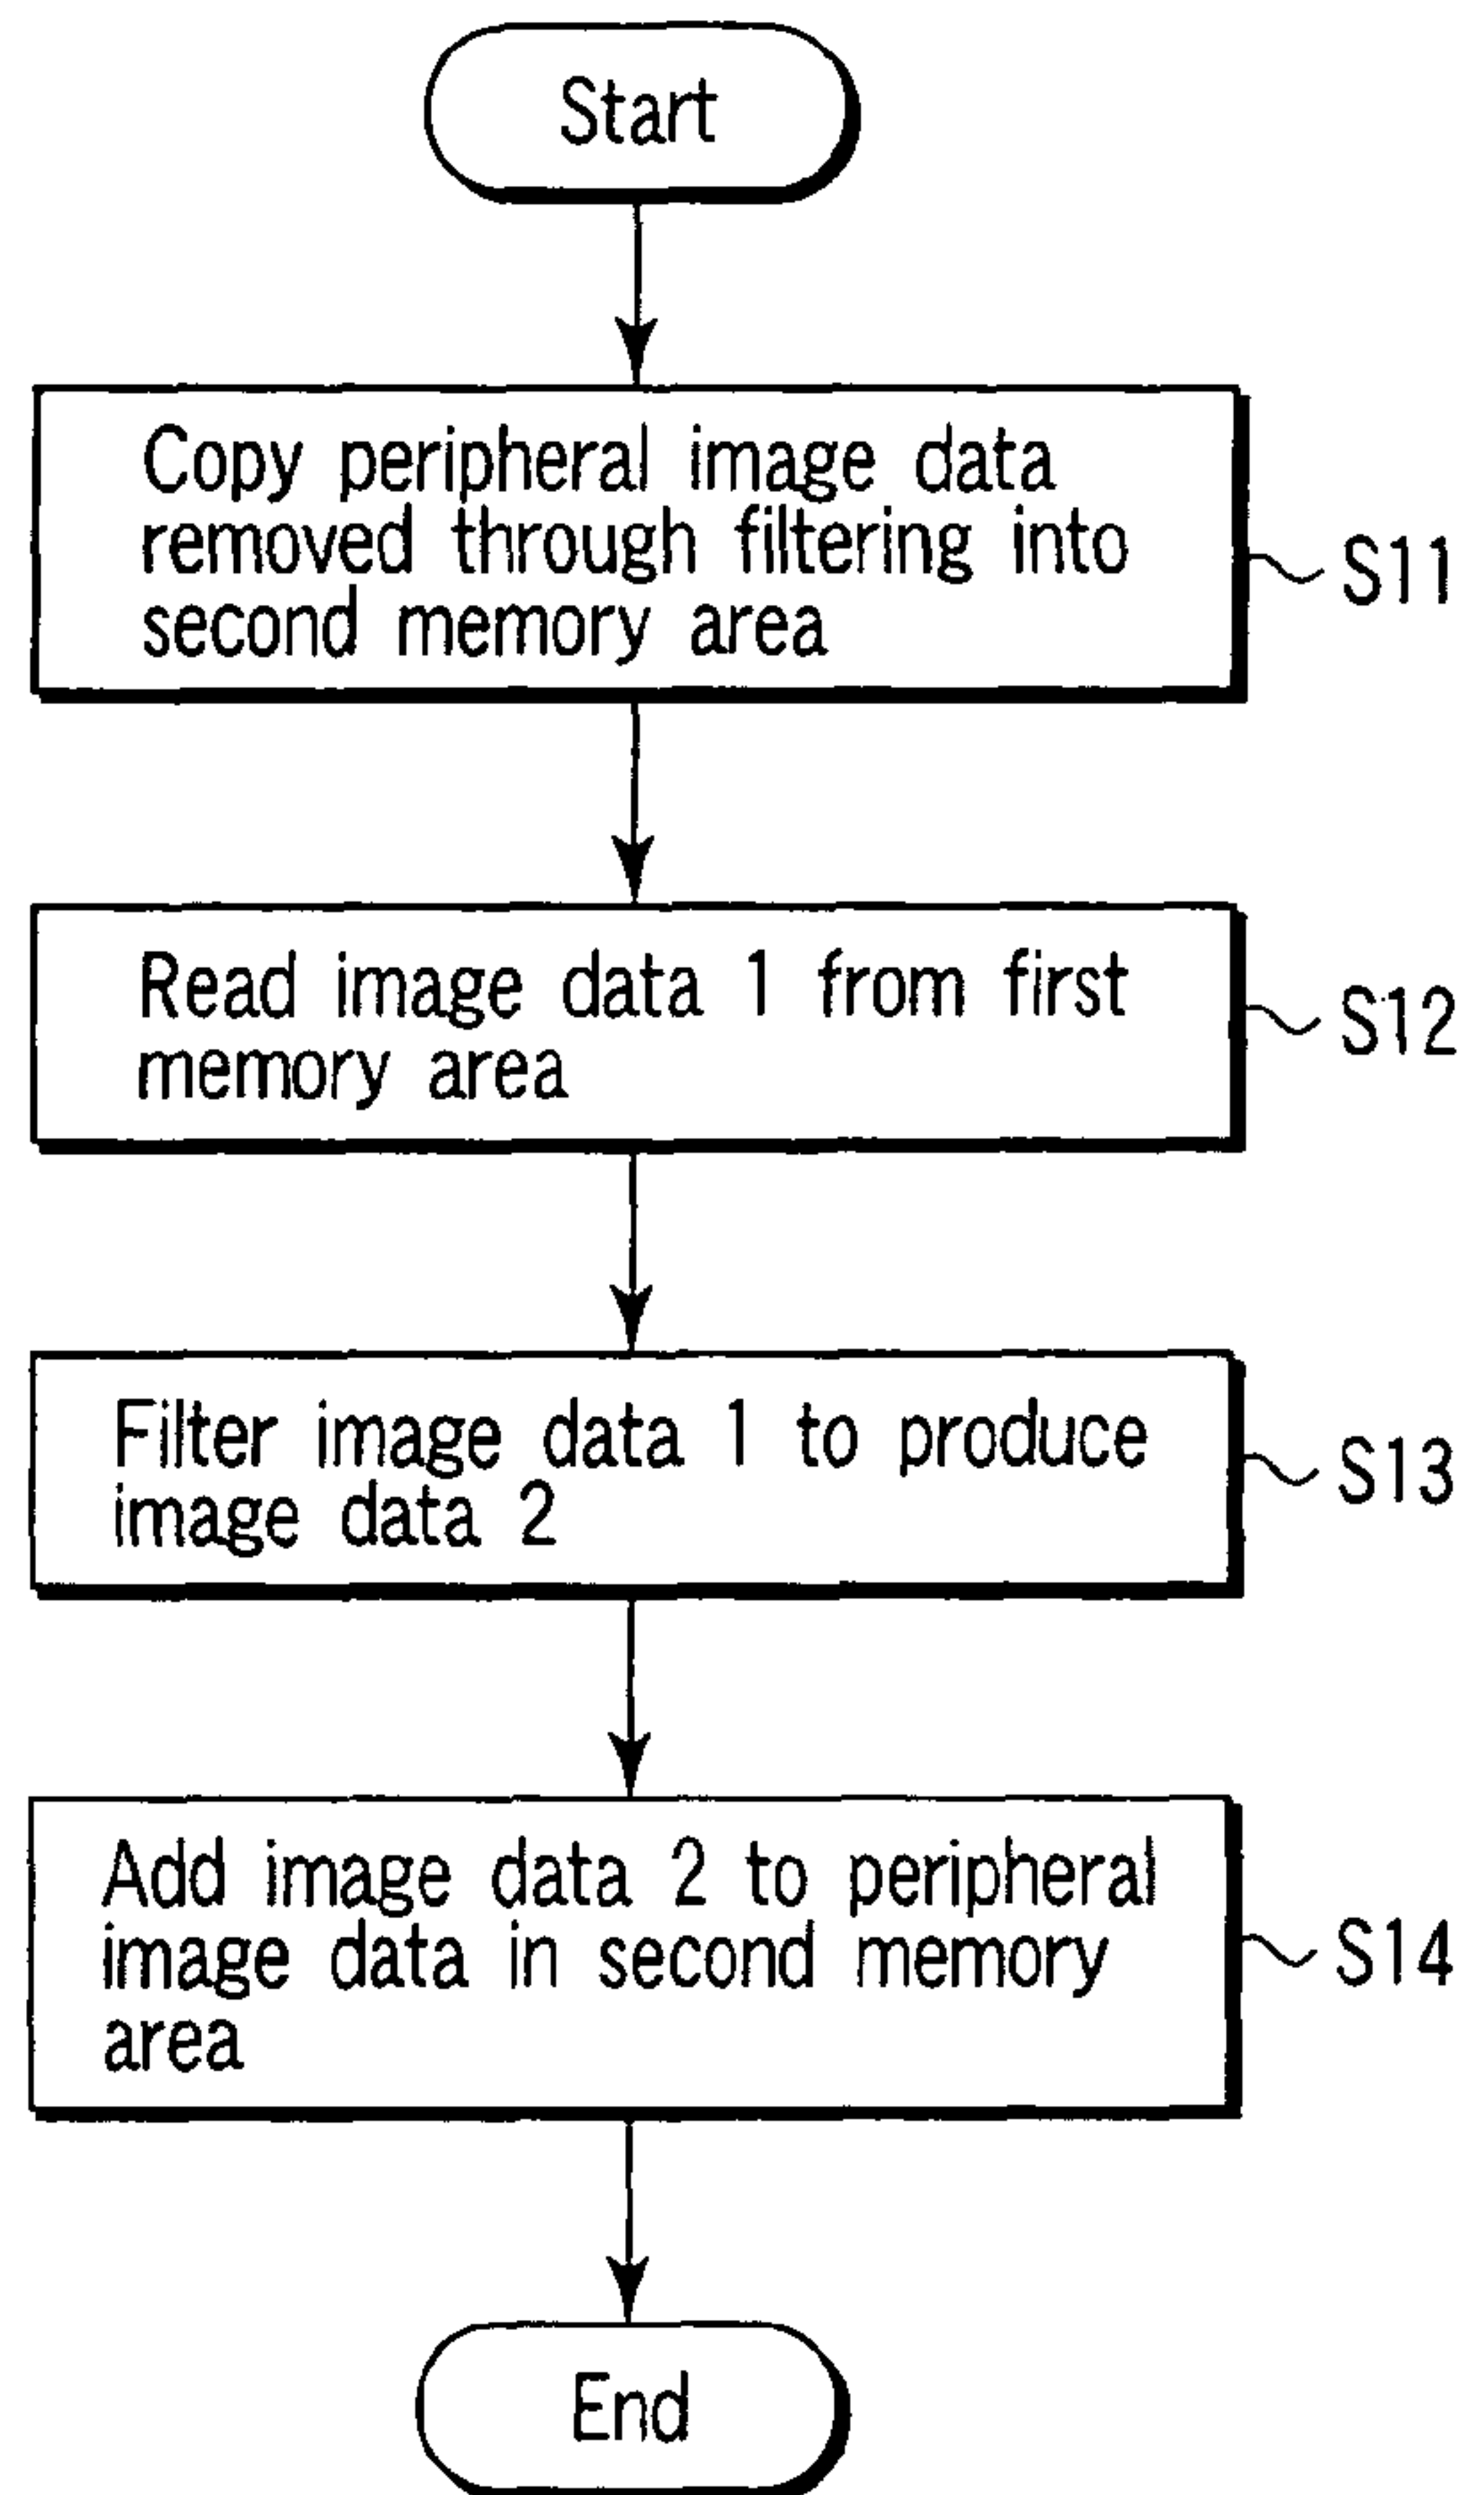 Start
Copy peripheral image data
removed through filtering into
second memory area
S11
Read image data 1 from first
memory area
S12
Filter image data 1 to produce
image data 2
S13
Add image data 2 to peripheral
image data in second memory
area
S14
End